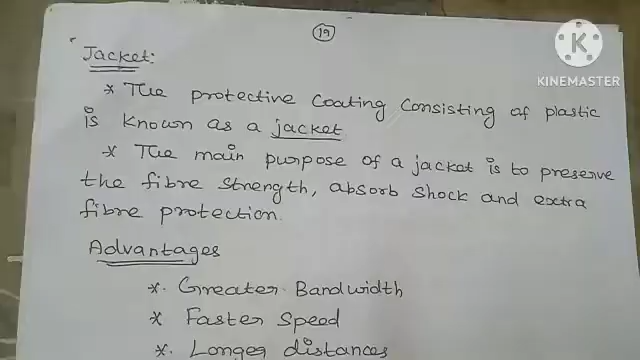 19
Jacket:
* The protective coating consisting of plastic
is known as a jacket
* The main purpose of a jacket is to preserve
the fibre strength, absorb shock and extra
fibre protection.
Advantages
*. Greater Bandwidth
* Faster Speed
*. Longer distances
K
KINEMASTER